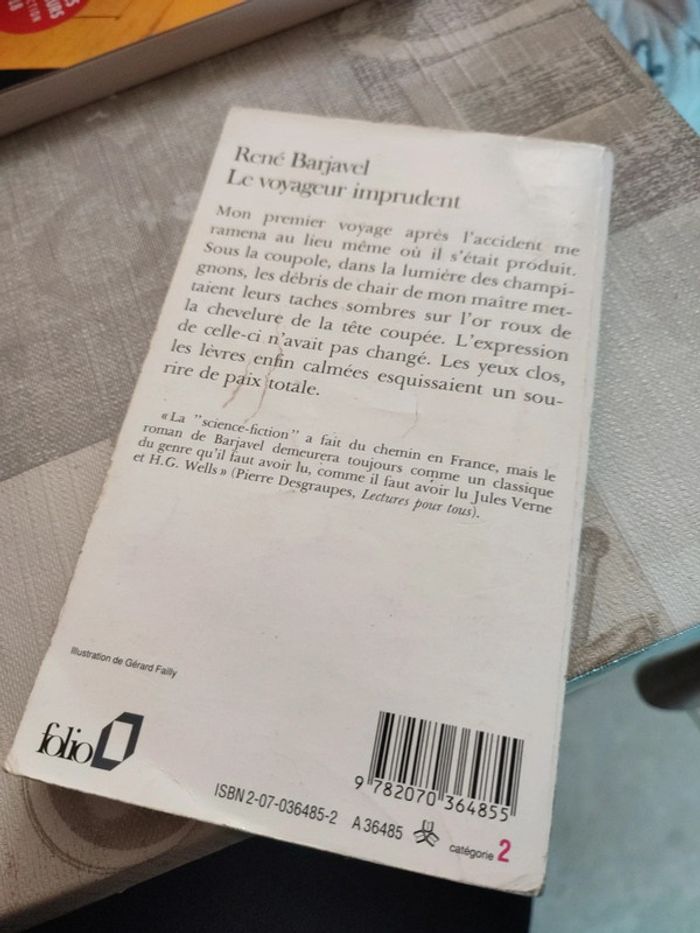 René Barjavel
Le voyageur imprudent
Mon premier voyage après l'accident me
ramena au lieu même où il s'était produit.
Sous la coupole, dans la lumière des champi-
gnons, les débris de chair de mon maître met-
taient leurs taches sombres sur l'or roux de
la chevelure de la tête coupée. L'expression
de celle-ci n'avait pas changé. Les yeux clos,
les lèvres enfin calmées esquissaient un sou-
rire de paix totale.
« La "science-fiction" a fait du chemin en France, mais le
roman de Barjavel demeurera toujours comme un classique
du genre qu'il faut avoir lu, comme il faut avoir lu Jules Verne
et H.G. Wells » (Pierre Desgraupes, Lectures pour tous).
Illustration de Gérard Failly
folio
9 782070 364855
ISBN 2-07-036485-2 A 36485 catégorie 2